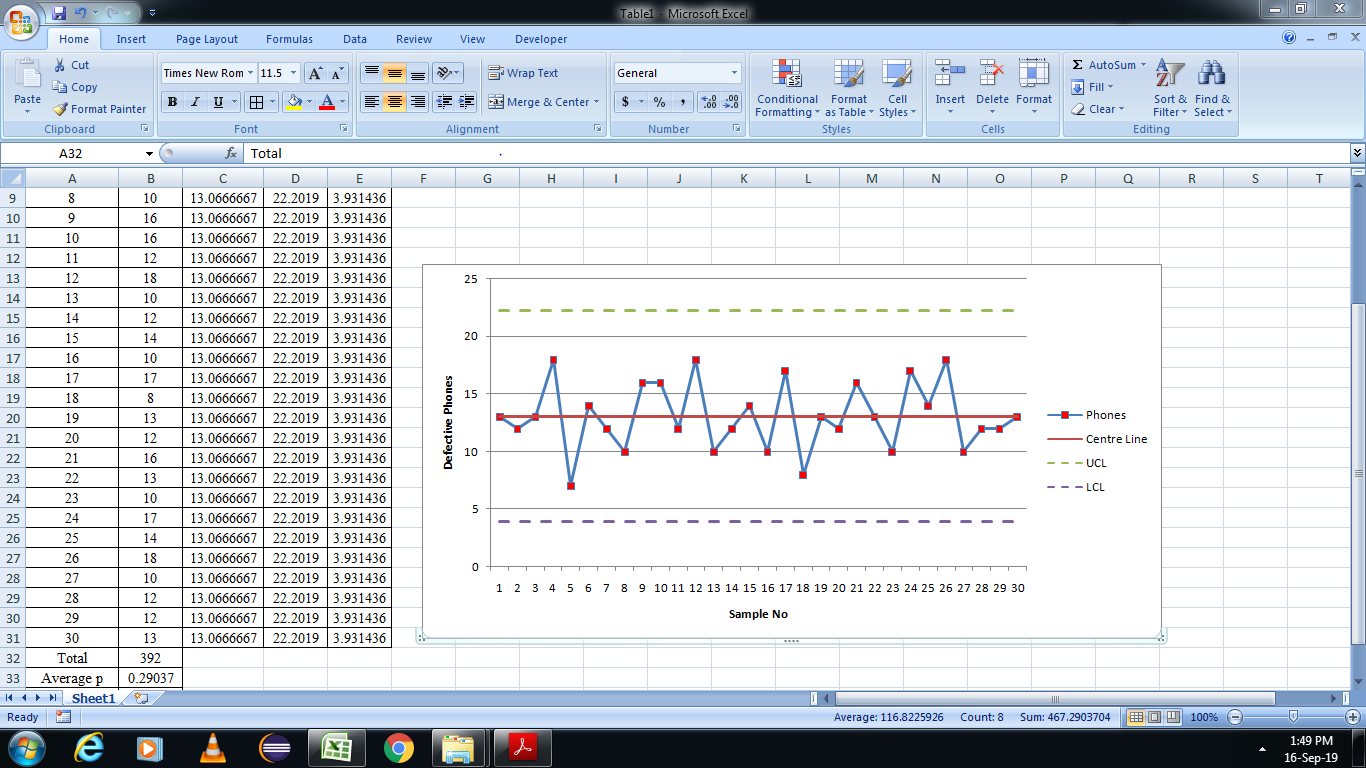 Table1 - Microsoft Excel
Home Insert Page Layout Formulas Data Review View Developer
Paste
Cut
Copy
Format Painter
Clipboard
Times New Rom 11.5 A A
B I U A
Font
Wrap Text
Merge & Center
Alignment
General
$ % , .00
Number
Conditional Formatting
Format as Table
Cell Styles
Styles
Insert Delete Format
Cells
Σ AutoSum
Fill
Clear
Sort & Filter
Find & Select
Editing
A32 fx Total
A B C D E F G H I J K L M N O P Q R S T
9 8 10 13.0666667 22.2019 3.931436
10 9 16 13.0666667 22.2019 3.931436
11 10 16 13.0666667 22.2019 3.931436
12 11 12 13.0666667 22.2019 3.931436
13 12 18 13.0666667 22.2019 3.931436
14 13 10 13.0666667 22.2019 3.931436
15 14 12 13.0666667 22.2019 3.931436
16 15 14 13.0666667 22.2019 3.931436
17 16 10 13.0666667 22.2019 3.931436
18 17 17 13.0666667 22.2019 3.931436
19 18 8 13.0666667 22.2019 3.931436
20 19 13 13.0666667 22.2019 3.931436
21 20 12 13.0666667 22.2019 3.931436
22 21 16 13.0666667 22.2019 3.931436
23 22 13 13.0666667 22.2019 3.931436
24 23 10 13.0666667 22.2019 3.931436
25 24 17 13.0666667 22.2019 3.931436
26 25 14 13.0666667 22.2019 3.931436
27 26 18 13.0666667 22.2019 3.931436
28 27 10 13.0666667 22.2019 3.931436
29 28 12 13.0666667 22.2019 3.931436
30 29 12 13.0666667 22.2019 3.931436
31 30 13 13.0666667 22.2019 3.931436
32 Total 392
33 Average p 0.29037
25
20
15
10
5
0
Defective Phones
1 2 3 4 5 6 7 8 9 10 11 12 13 14 15 16 17 18 19 20 21 22 23 24 25 26 27 28 29 30
Sample No
Phones
Centre Line
UCL
LCL
Sheet1
Ready Average: 116.8225926 Count: 8 Sum: 467.2903704 100%
1:49 PM
16-Sep-19